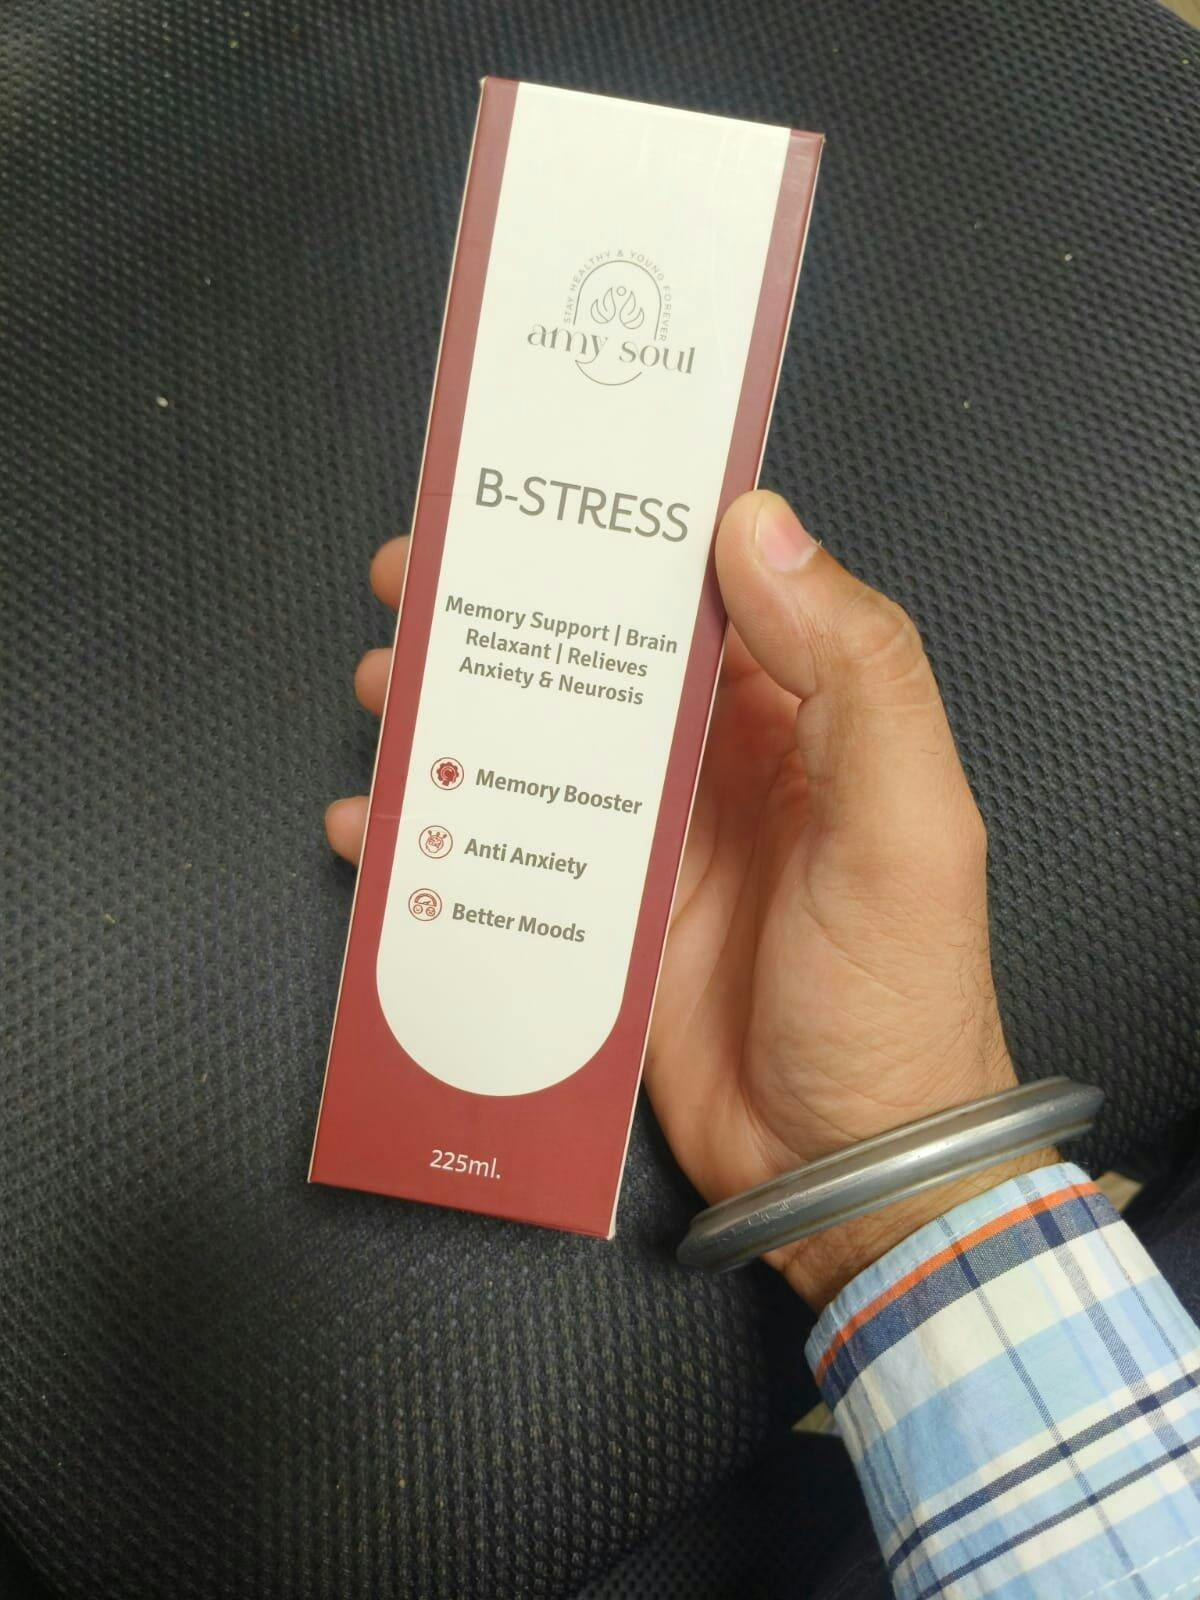 STAY HEALTHY & YOUNG FOREVER
amy soul
B-STRESS
Memory Support | Brain
Relaxant | Relieves
Anxiety & Neurosis
Memory Booster
Anti Anxiety
Better Moods
225ml.